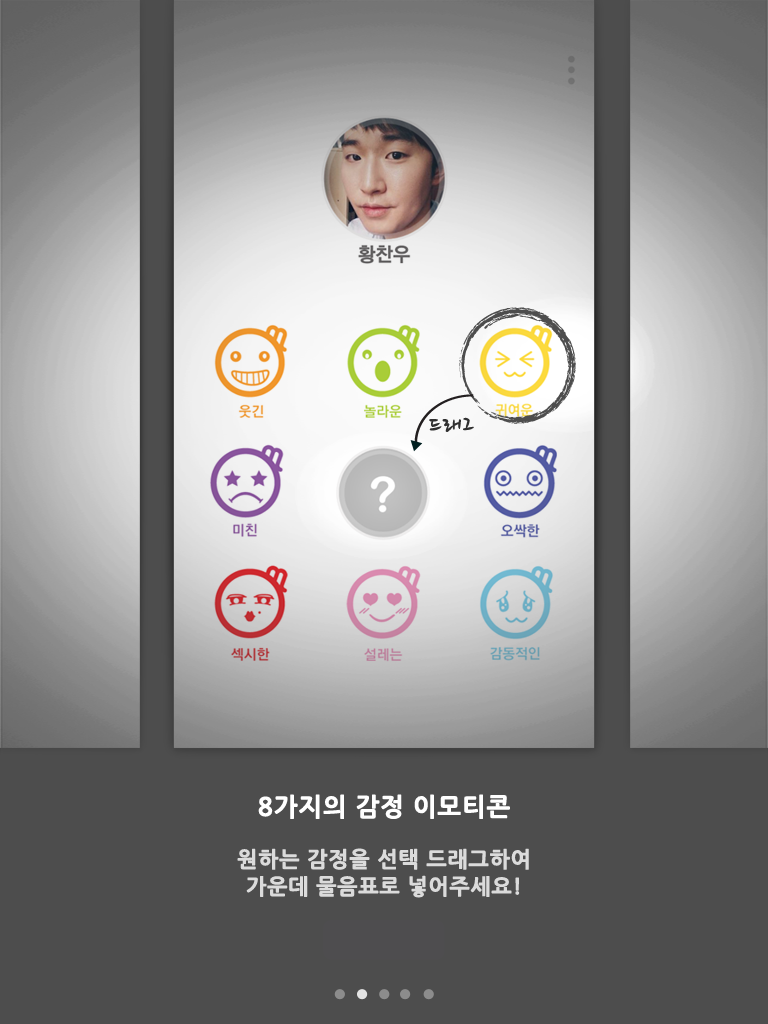 황찬우
웃긴
놀라운
귀여운
드래그
미친
?
오싹한
섹시한
설레는
감동적인
8가지의 감정 이모티콘
원하는 감정을 선택 드래그하여
가운데 물음표로 넣어주세요!